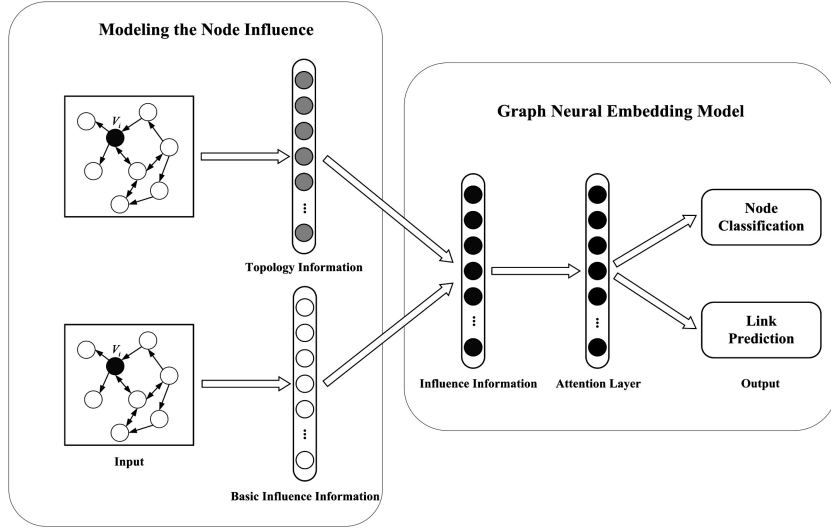 Modeling the Node Influence
V_i
Topology Information
V_i
Input
Basic Influence Information
Graph Neural Embedding Model
Influence Information
Attention Layer
Node
Classification
Link
Prediction
Output